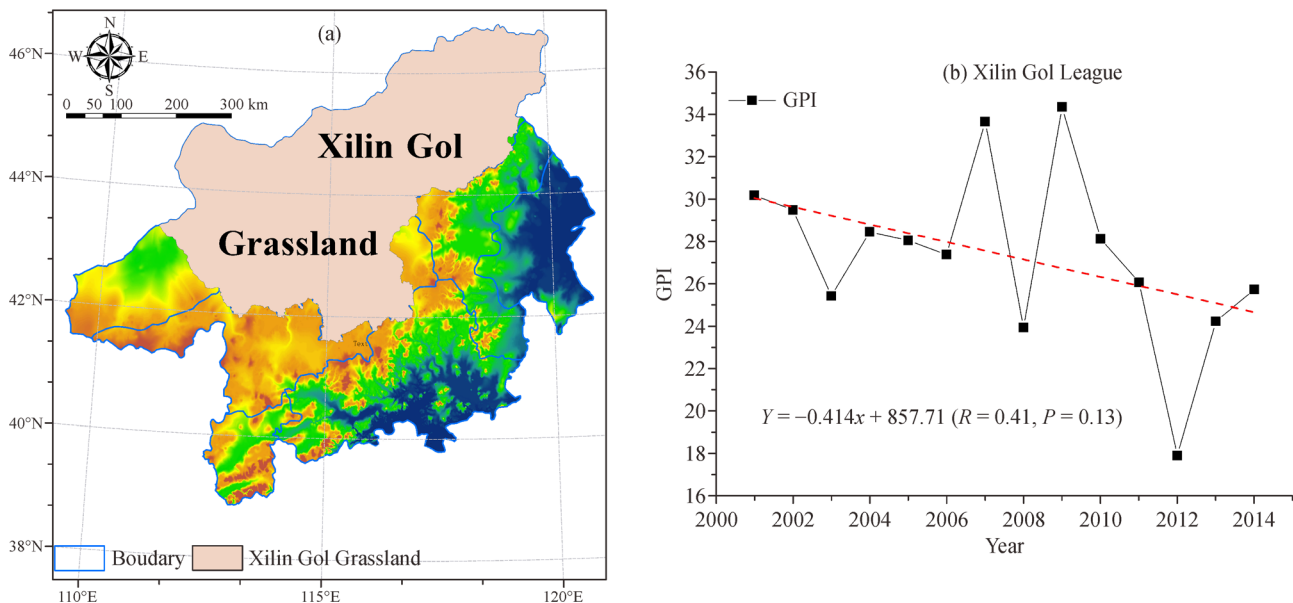 (a)
N
W E
S
0 50 100 200 300 km
46°N
44°N
42°N
40°N
38°N
110°E 115°E 120°E
Xilin Gol
Grassland
Text
Boudary Xilin Gol Grassland
(b) Xilin Gol League
GPI
GPI
36
34
32
30
28
26
24
22
20
18
16
Y = −0.414x + 857.71 (R = 0.41, P = 0.13)
2000 2002 2004 2006 2008 2010 2012 2014
Year